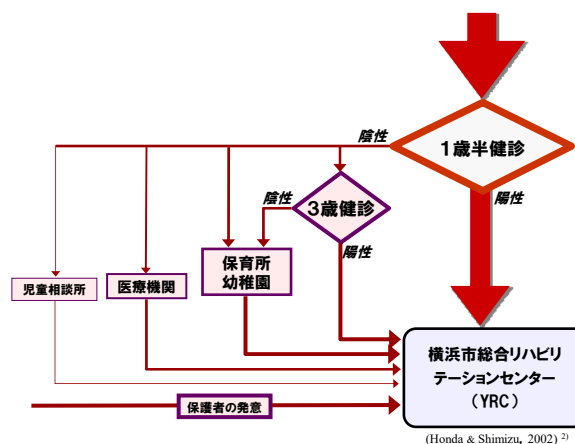 1歳半健診
陰性
陽性
陰性
3歳健診
陽性
保育所
幼稚園
医療機関
児童相談所
横浜市総合リハビリ
テーションセンター
(YRC)
保護者の発意
(Honda & Shimizu, 2002) 2)